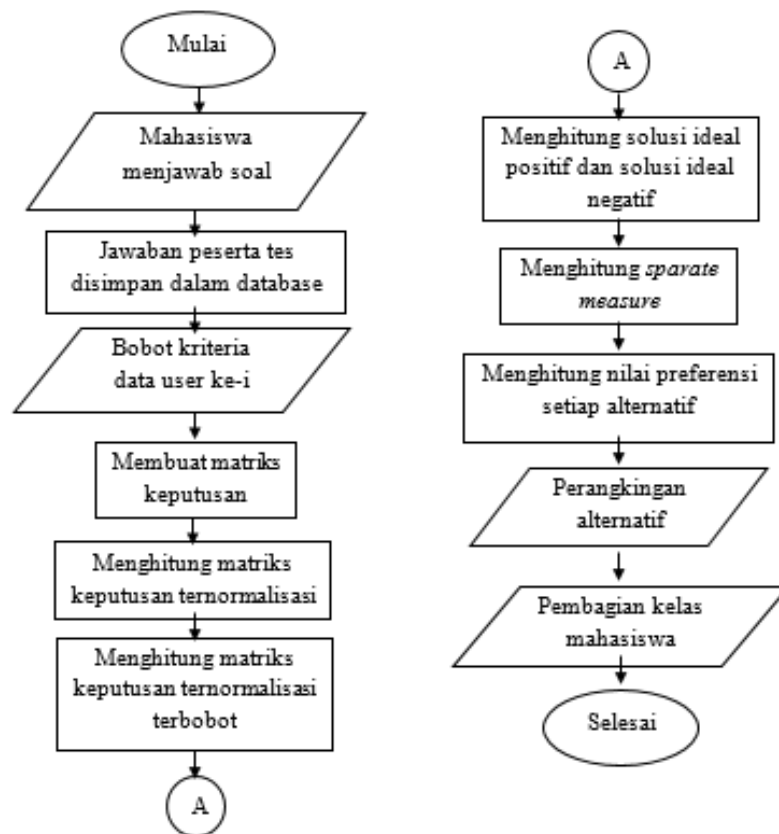 Mulai
Mahasiswa
menjawab soal
Jawaban peserta tes
disimpan dalam database
Bobot kriteria
data user ke-i
Membuat matriks
keputusan
Menghitung matriks
keputusan ternormalisasi
Menghitung matriks
keputusan ternormalisasi
terbobot
A
A
Menghitung solusi ideal
positif dan solusi ideal
negatif
Menghitung sparate
measure
Menghitung nilai preferensi
setiap alternatif
Perangkingan
alternatif
Pembagian kelas
mahasiswa
Selesai